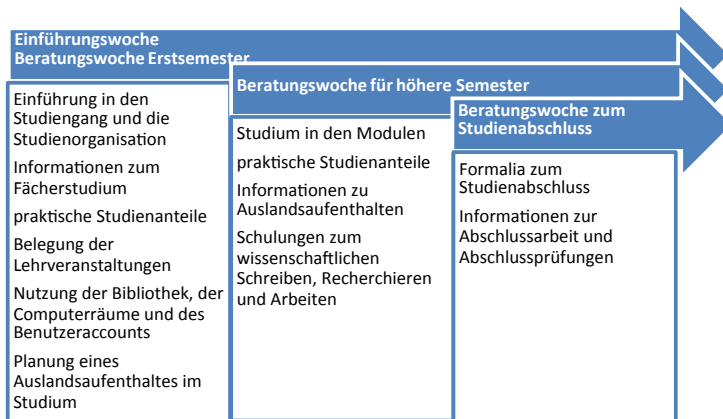 Einführungswoche
Beratungswoche Erstsemester
Einführung in den
Studiengang und die
Studienorganisation
Informationen zum
Fächerstudium
praktische Studienanteile
Belegung der
Lehrveranstaltungen
Nutzung der Bibliothek, der
Computerräume und des
Benutzeraccounts
Planung eines
Auslandsaufenthaltes im
Studium
Beratungswoche für höhere Semester
Studium in den Modulen
praktische Studienanteile
Informationen zu
Auslandsaufenthalten
Schulungen zum
wissenschaftlichen
Schreiben, Recherchieren
und Arbeiten
Beratungswoche zum
Studienabschluss
Formalia zum
Studienabschluss
Informationen zur
Abschlussarbeit und
Abschlussprüfungen